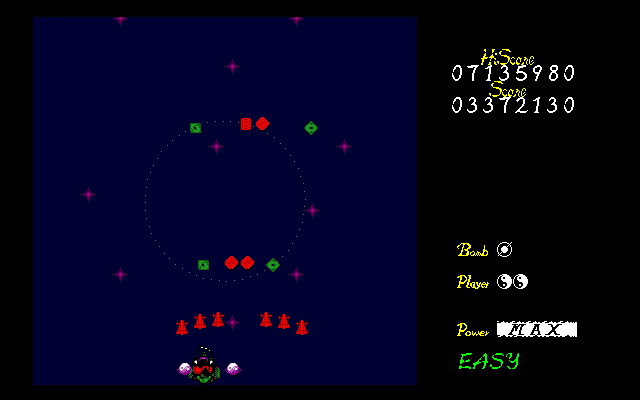 HiScore
07135980
Score
03372130
Bomb
Player
Power MAX
EASY